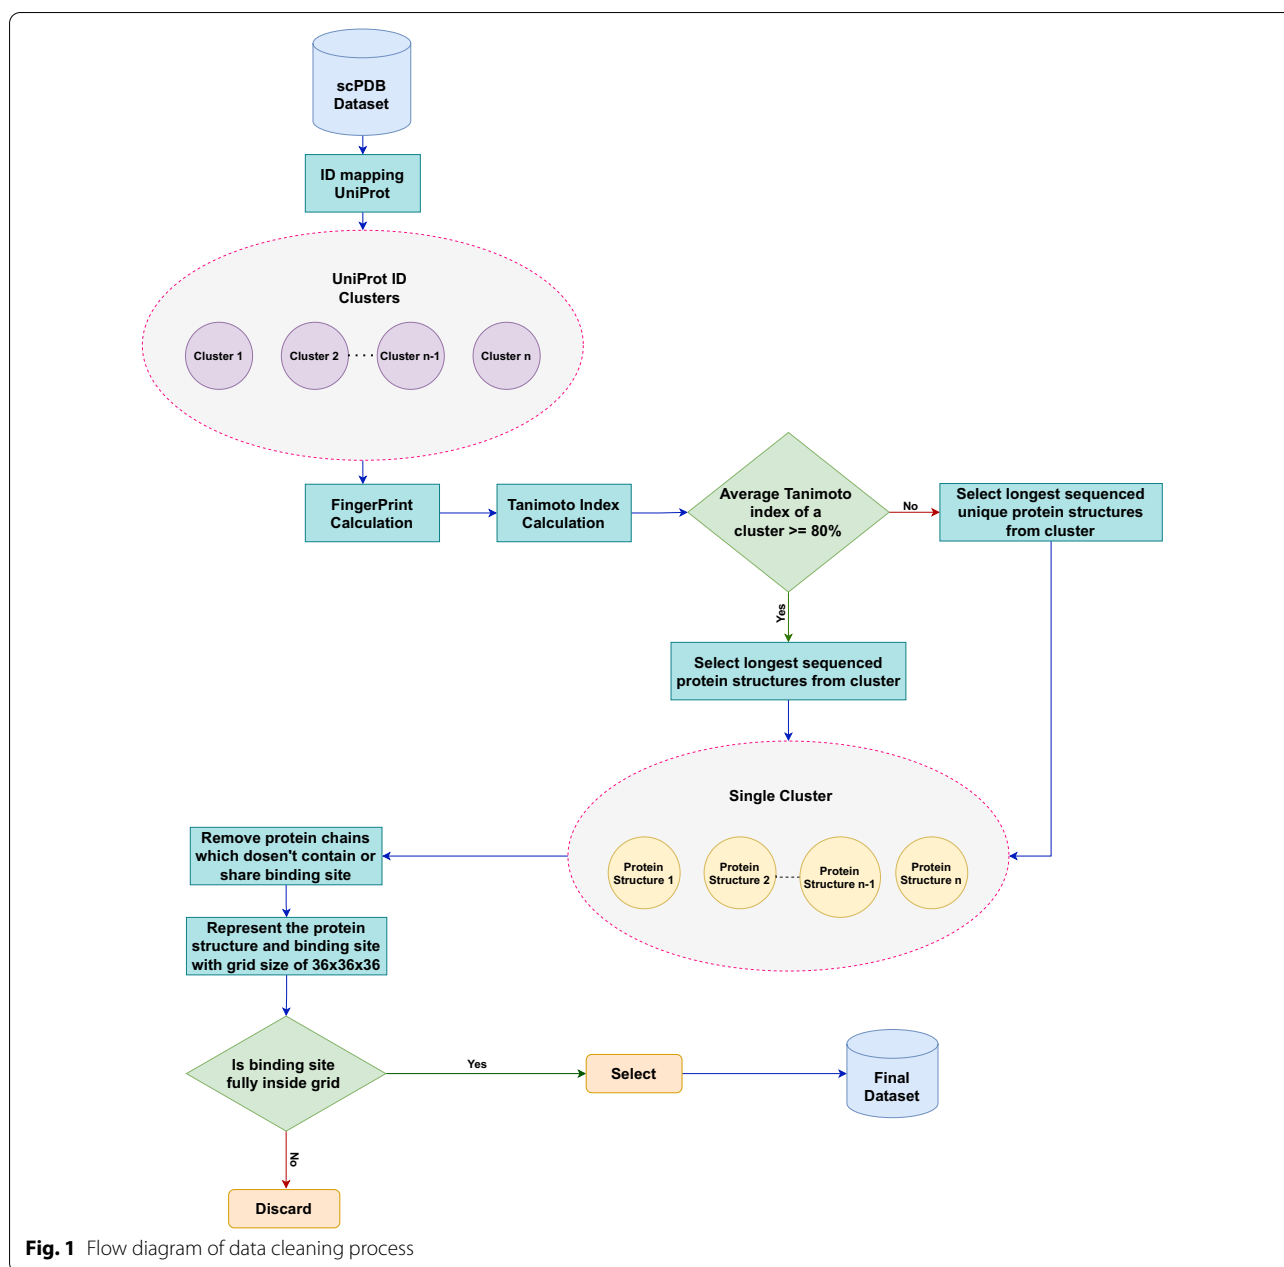 scPDB
Dataset
ID mapping
UniProt
UniProt ID
Clusters
Cluster 1
Cluster 2
. . . .
Cluster n-1
Cluster n
FingerPrint
Calculation
Tanimoto Index
Calculation
Average Tanimoto
index of a
cluster >= 80%
No
Select longest sequenced
unique protein structures
from cluster
Yes
Select longest sequenced
protein structures from cluster
Single Cluster
Protein
Structure 1
Protein
Structure 2
Protein
Structure n-1
Protein
Structure n
Remove protein chains
which dosen't contain or
share binding site
Represent the protein
structure and binding site
with grid size of 36x36x36
Is binding site
fully inside grid
Yes
Select
Final
Dataset
No
Discard
Fig. 1 Flow diagram of data cleaning process